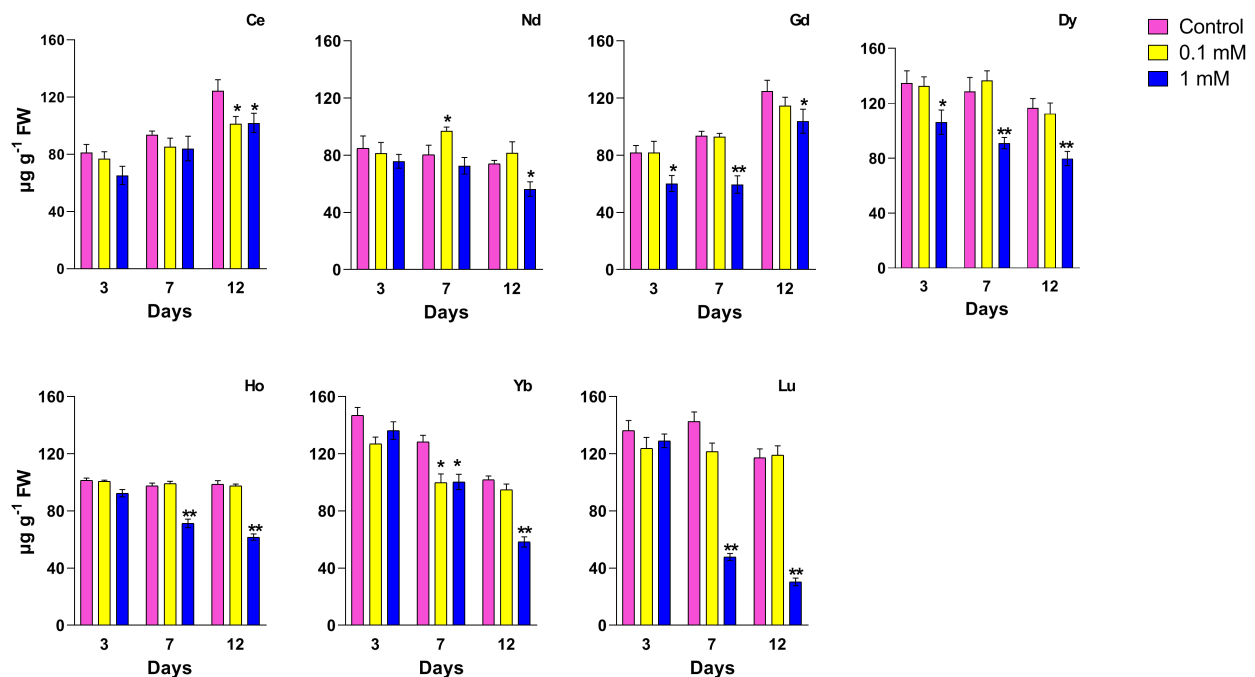 Ce
Nd
Gd
Dy
Control
0.1 mM
1 mM
µg g⁻¹ FW
160
120
80
40
0
* *
3 7 12
Days
160
120
80
40
0
* *
3 7 12
Days
160
120
80
40
0
* ** *
3 7 12
Days
160
120
80
40
0
* ** **
3 7 12
Days
Ho
Yb
Lu
µg g⁻¹ FW
160
120
80
40
0
** **
3 7 12
Days
160
120
80
40
0
* * **
3 7 12
Days
160
120
80
40
0
** **
3 7 12
Days